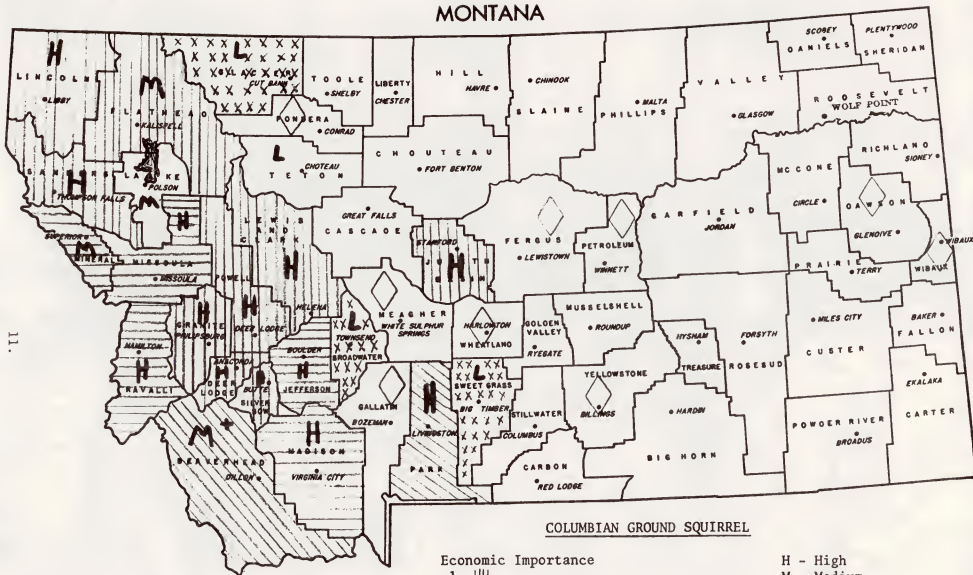 MONTANA
H
LINCOLN
LIBBY
M
FLATHEAD
KALISPELL
L
GLACIER
CUT BANK
TOOLE
SHELBY
LIBERTY
CHESTER
HILL
HAVRE
CHINOOK
BLAINE
MALTA
PHILLIPS
VALLEY
GLASGOW
SCOBEY
DANIELS
PLENTYWOOD
SHERIDAN
ROOSEVELT
WOLF POINT
PONDERA
CONRAD
L
CHOTEAU
TETON
CHOUTEAU
FORT BENTON
SANDERS
H
THOMPSON FALLS
LAKE
POLSON
M
H
LEWIS
AND
CLARK
H
HELENA
GREAT FALLS
CASCADE
STANFORD
JUDITH
BASIN
H
FERGUS
LEWISTOWN
PETROLEUM
WINNETT
GARFIELD
JORDAN
MCCONE
CIRCLE
RICHLAND
SIDNEY
DAWSON
GLENDIVE
WIBAUX
WIBAUX
PRAIRIE
TERRY
SUPERIOR
M
MINERAL
MISSOULA
MISSOULA
POWELL
H
DEER LODGE
H
GRANITE
PHILIPSBURG
ANACONDA
H
DEER
LODGE
BUTTE
SILVER
BOW
BOULDER
H
JEFFERSON
L
TOWNSEND
BROADWATER
MEAGHER
WHITE SULPHUR
SPRINGS
HARLOWTON
WHEATLAND
GOLDEN
VALLEY
RYEGATE
MUSSELSHELL
ROUNDUP
HYSHAM
TREASURE
FORSYTH
ROSEBUD
MILES CITY
CUSTER
BAKER
FALLON
EKALAKA
CARTER
HAMILTON
H
RAVALLI
M +
BEAVERHEAD
DILLON
H
MADISON
VIRGINIA CITY
GALLATIN
BOZEMAN
H
LIVINGSTON
PARK
L
SWEET GRASS
BIG TIMBER
STILLWATER
COLUMBUS
YELLOWSTONE
BILLINGS
CARBON
RED LODGE
HARDIN
BIG HORN
POWDER RIVER
BROADUS
11.
COLUMBIAN GROUND SQUIRREL
Economic Importance
H - High